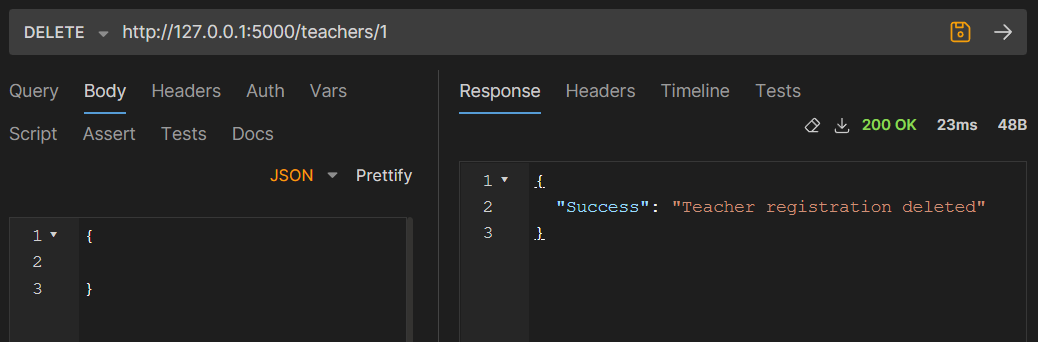 DELETE http://127.0.0.1:5000/teachers/1
Query Body Headers Auth Vars
Script Assert Tests Docs
JSON Prettify
1 {
2
3 }
Response Headers Timeline Tests
200 OK 23ms 48B
1 {
2 "Success": "Teacher registration deleted"
3 }